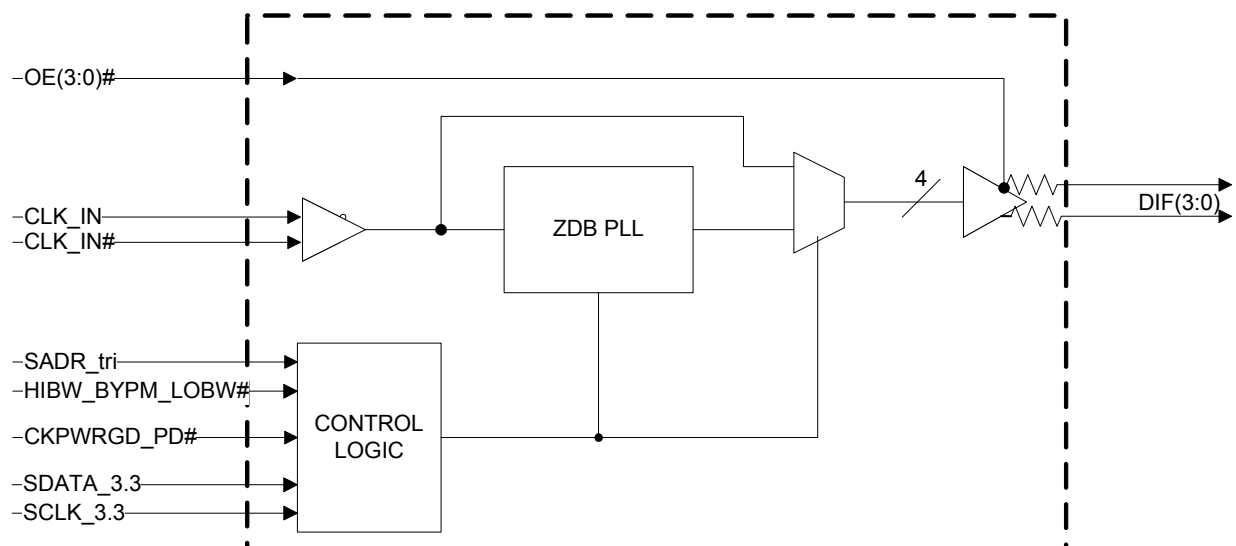 OE(3:0)#
CLK_IN
CLK_IN#
ZDB PLL
4
DIF(3:0)
SADR_tri
HIBW_BYPM_LOBW#
CKPWRGD_PD#
SDATA_3.3
SCLK_3.3
CONTROL
LOGIC